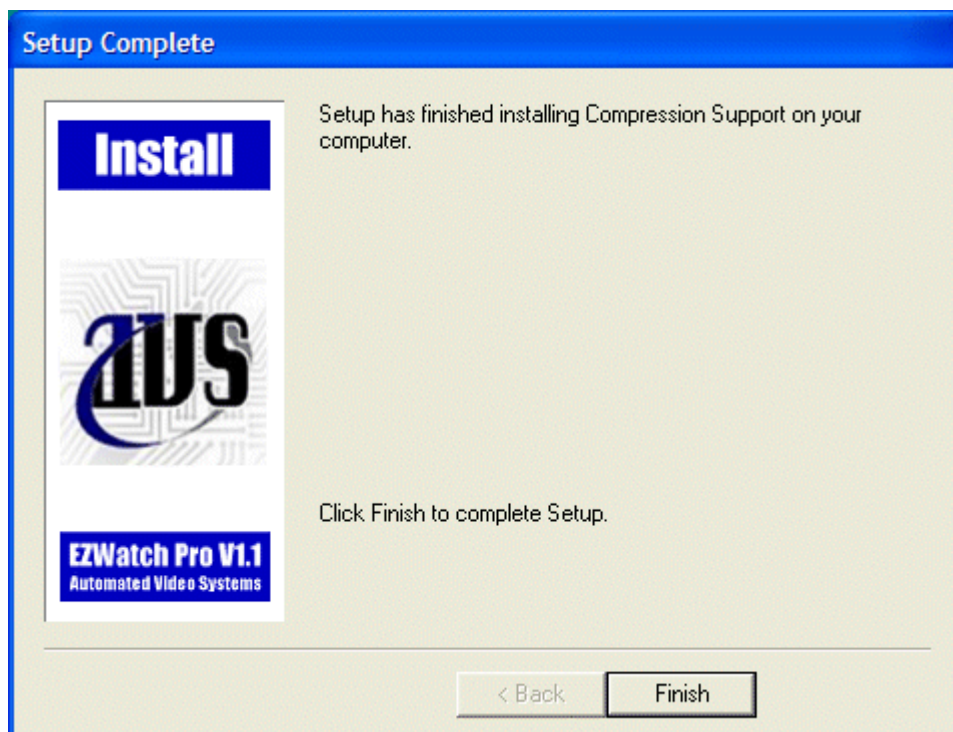 Setup Complete
Install
Setup has finished installing Compression Support on your
computer.
AVS
Click Finish to complete Setup.
EZWatch Pro V1.1
Automated Video Systems
< Back
Finish